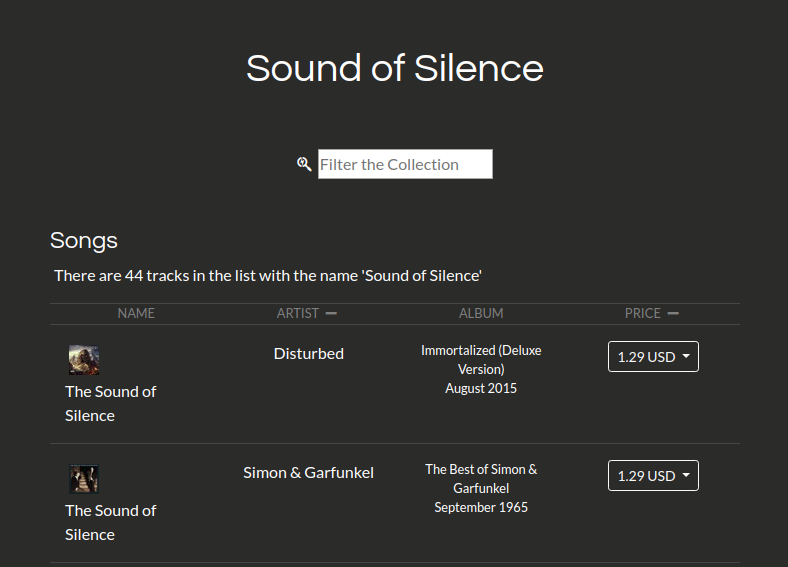 Sound of Silence
Filter the Collection
Songs
There are 44 tracks in the list with the name 'Sound of Silence'
NAME ARTIST ALBUM PRICE
The Sound of
Silence
Disturbed
Immortalized (Deluxe
Version)
August 2015
1.29 USD
The Sound of
Silence
Simon & Garfunkel
The Best of Simon &
Garfunkel
September 1965
1.29 USD